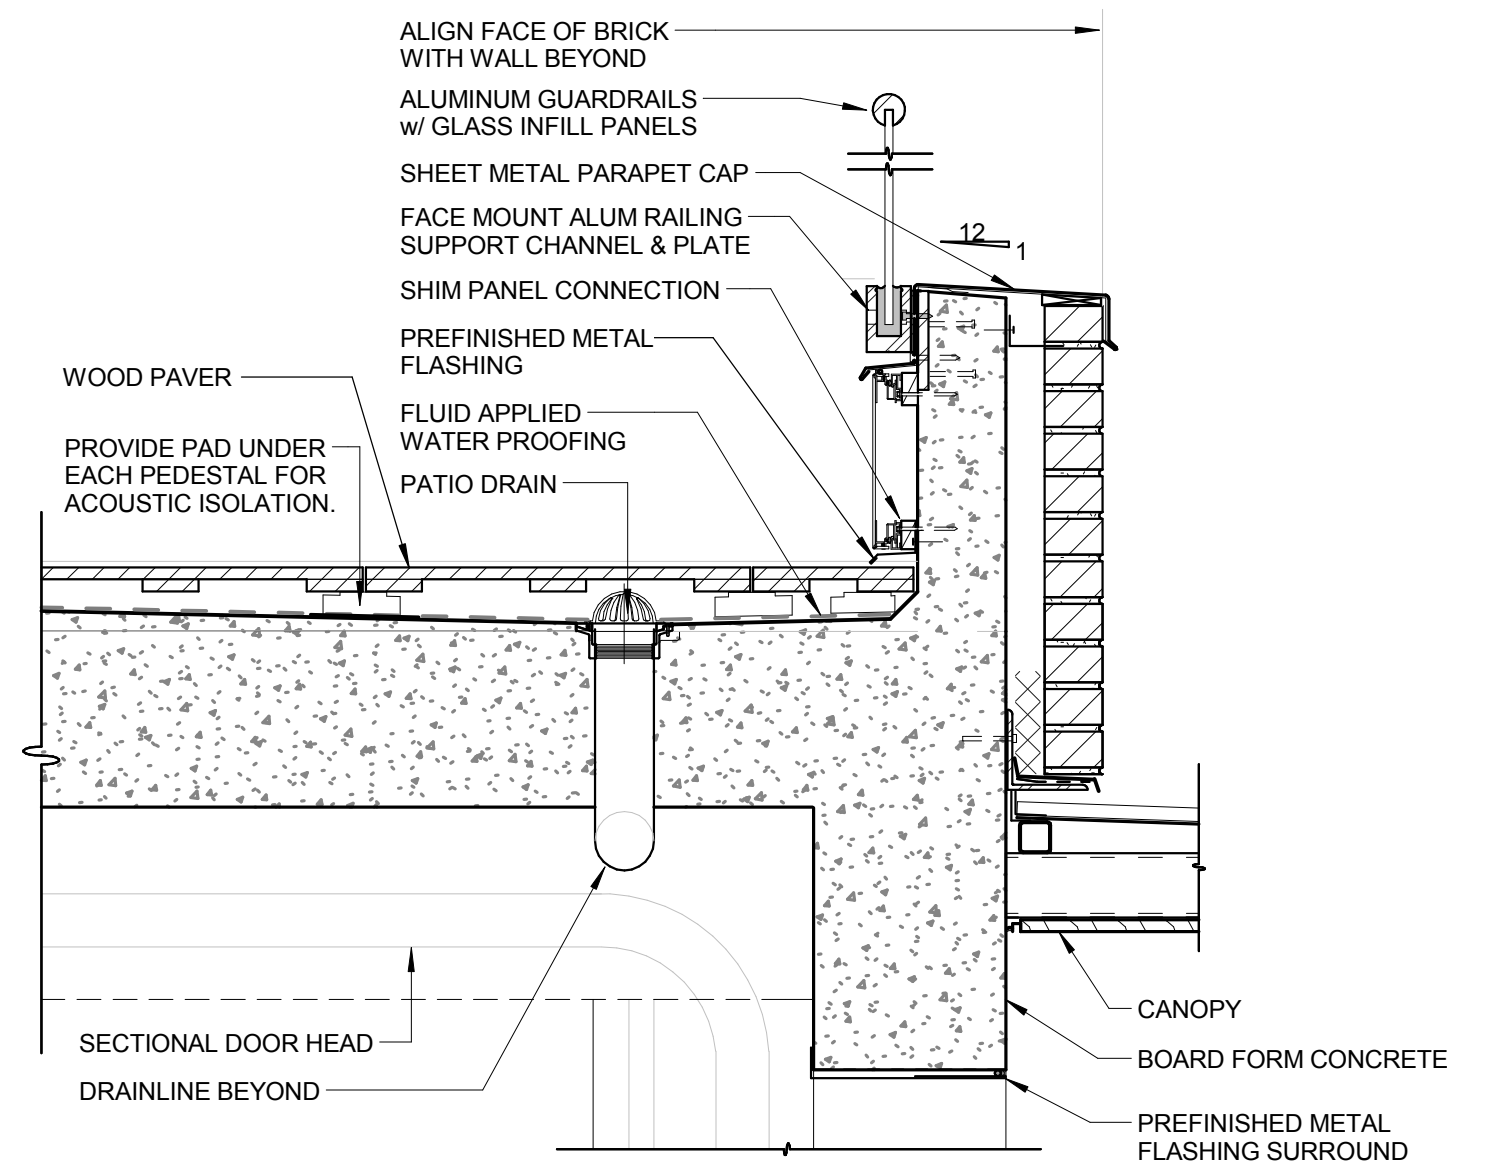 ALIGN FACE OF BRICK
WITH WALL BEYOND
ALUMINUM GUARDRAILS
w/ GLASS INFILL PANELS
SHEET METAL PARAPET CAP
FACE MOUNT ALUM RAILING
SUPPORT CHANNEL & PLATE
12
1
SHIM PANEL CONNECTION
PREFINISHED METAL
FLASHING
WOOD PAVER
FLUID APPLIED
WATER PROOFING
PROVIDE PAD UNDER
EACH PEDESTAL FOR
ACOUSTIC ISOLATION.
PATIO DRAIN
SECTIONAL DOOR HEAD
DRAINLINE BEYOND
CANOPY
BOARD FORM CONCRETE
PREFINISHED METAL
FLASHING SURROUND